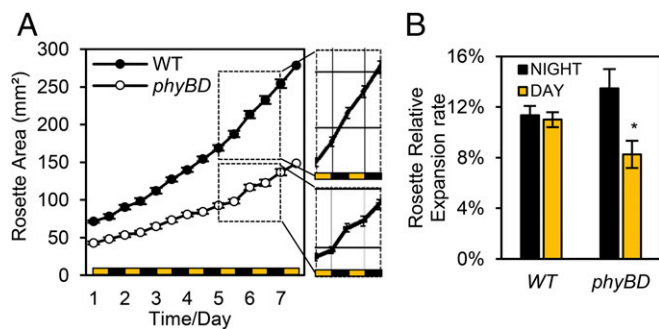 A
Rosette Area (mm²)
300
250
200
150
100
50
0
WT
phyBD
1 2 3 4 5 6 7
Time/Day
B
Rosette Relative
Expansion rate
16%
12%
8%
4%
0%
NIGHT
DAY
*
WT phyBD